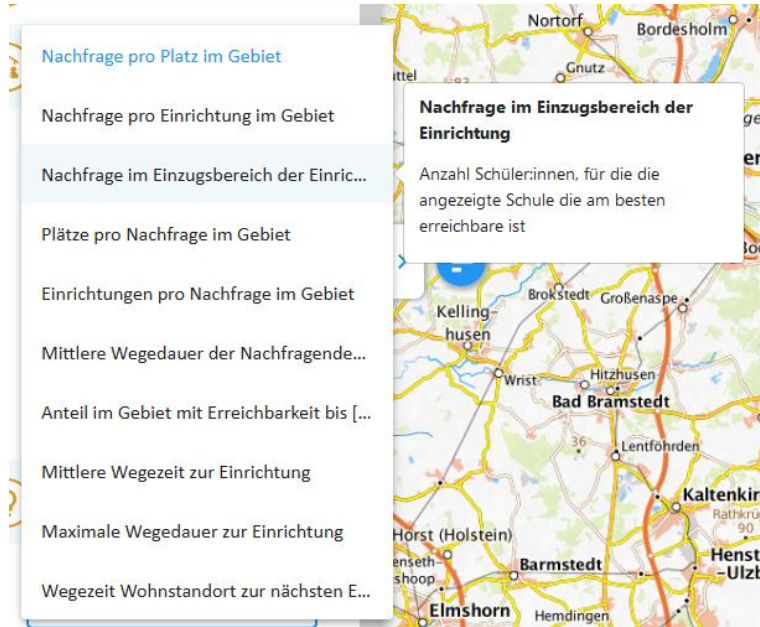 Nachfrage pro Platz im Gebiet
Nachfrage pro Einrichtung im Gebiet
Nachfrage im Einzugsbereich der Einric...
Plätze pro Nachfrage im Gebiet
Einrichtungen pro Nachfrage im Gebiet
Mittlere Wegedauer der Nachfragende...
Anteil im Gebiet mit Erreichbarkeit bis [...
Mittlere Wegezeit zur Einrichtung
Maximale Wegedauer zur Einrichtung
Wegezeit Wohnstandort zur nächsten E...
Nachfrage im Einzugsbereich der
Einrichtung
Anzahl Schüler:innen, für die die
angezeigte Schule die am besten
erreichbare ist
Nortorf
Bordesholm
Gnutz
Brokstedt
Großenaspe
Kelling-
husen
Wrist
Hitzhusen
Bad Bramstedt
36
Lentföhrden
Kaltenkir
90
Horst (Holstein)
Barmstedt
Henst
-Ulzb
Elmshorn
Hemdingen